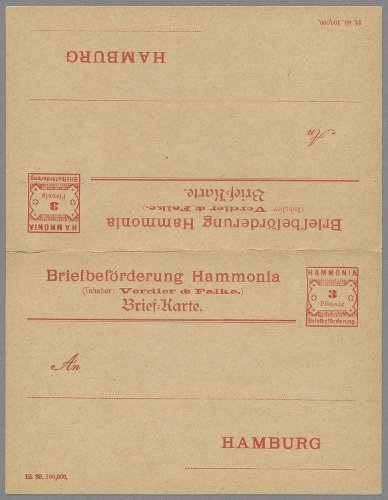 12. 89. 100,000.
HAMBURG
An
HAMMONIA
3
Pfennig
Briefbeförderung
Brief-Karte.
(Inhaber: Verdier & Falke.)
Briefbeförderung Hammonia
Briefbeförderung Hammonia
(Inhaber: Verdier & Falke.)
Brief-Karte.
HAMMONIA
3
Pfennig
Briefbeförderung
An
HAMBURG
12. 89. 100,000.